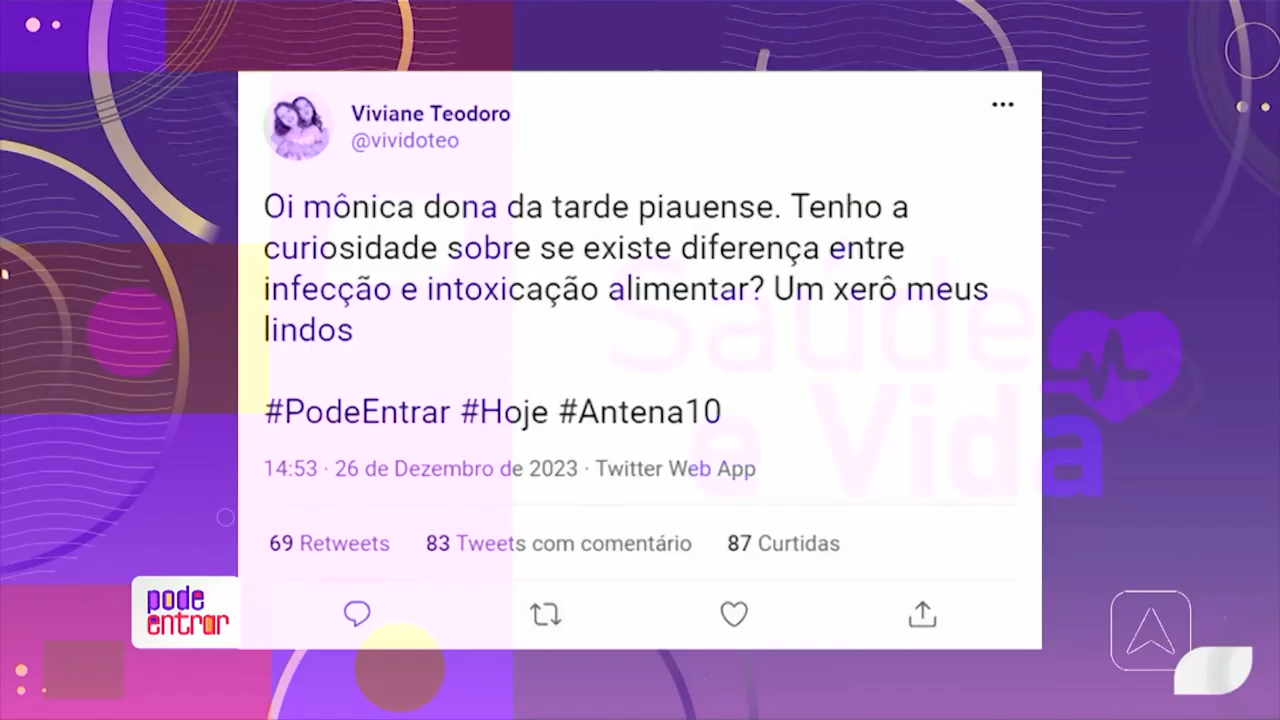 Viviane Teodoro
@vividoteo
Oi mônica dona da tarde piauense. Tenho a
curiosidade sobre se existe diferença entre
infecção e intoxicação alimentar? Um xerô meus
lindos
#PodeEntrar #Hoje #Antena10
14:53 · 26 de Dezembro de 2023 · Twitter Web App
69 Retweets 83 Tweets com comentário 87 Curtidas
Saúde
e Vida
pode
entrar